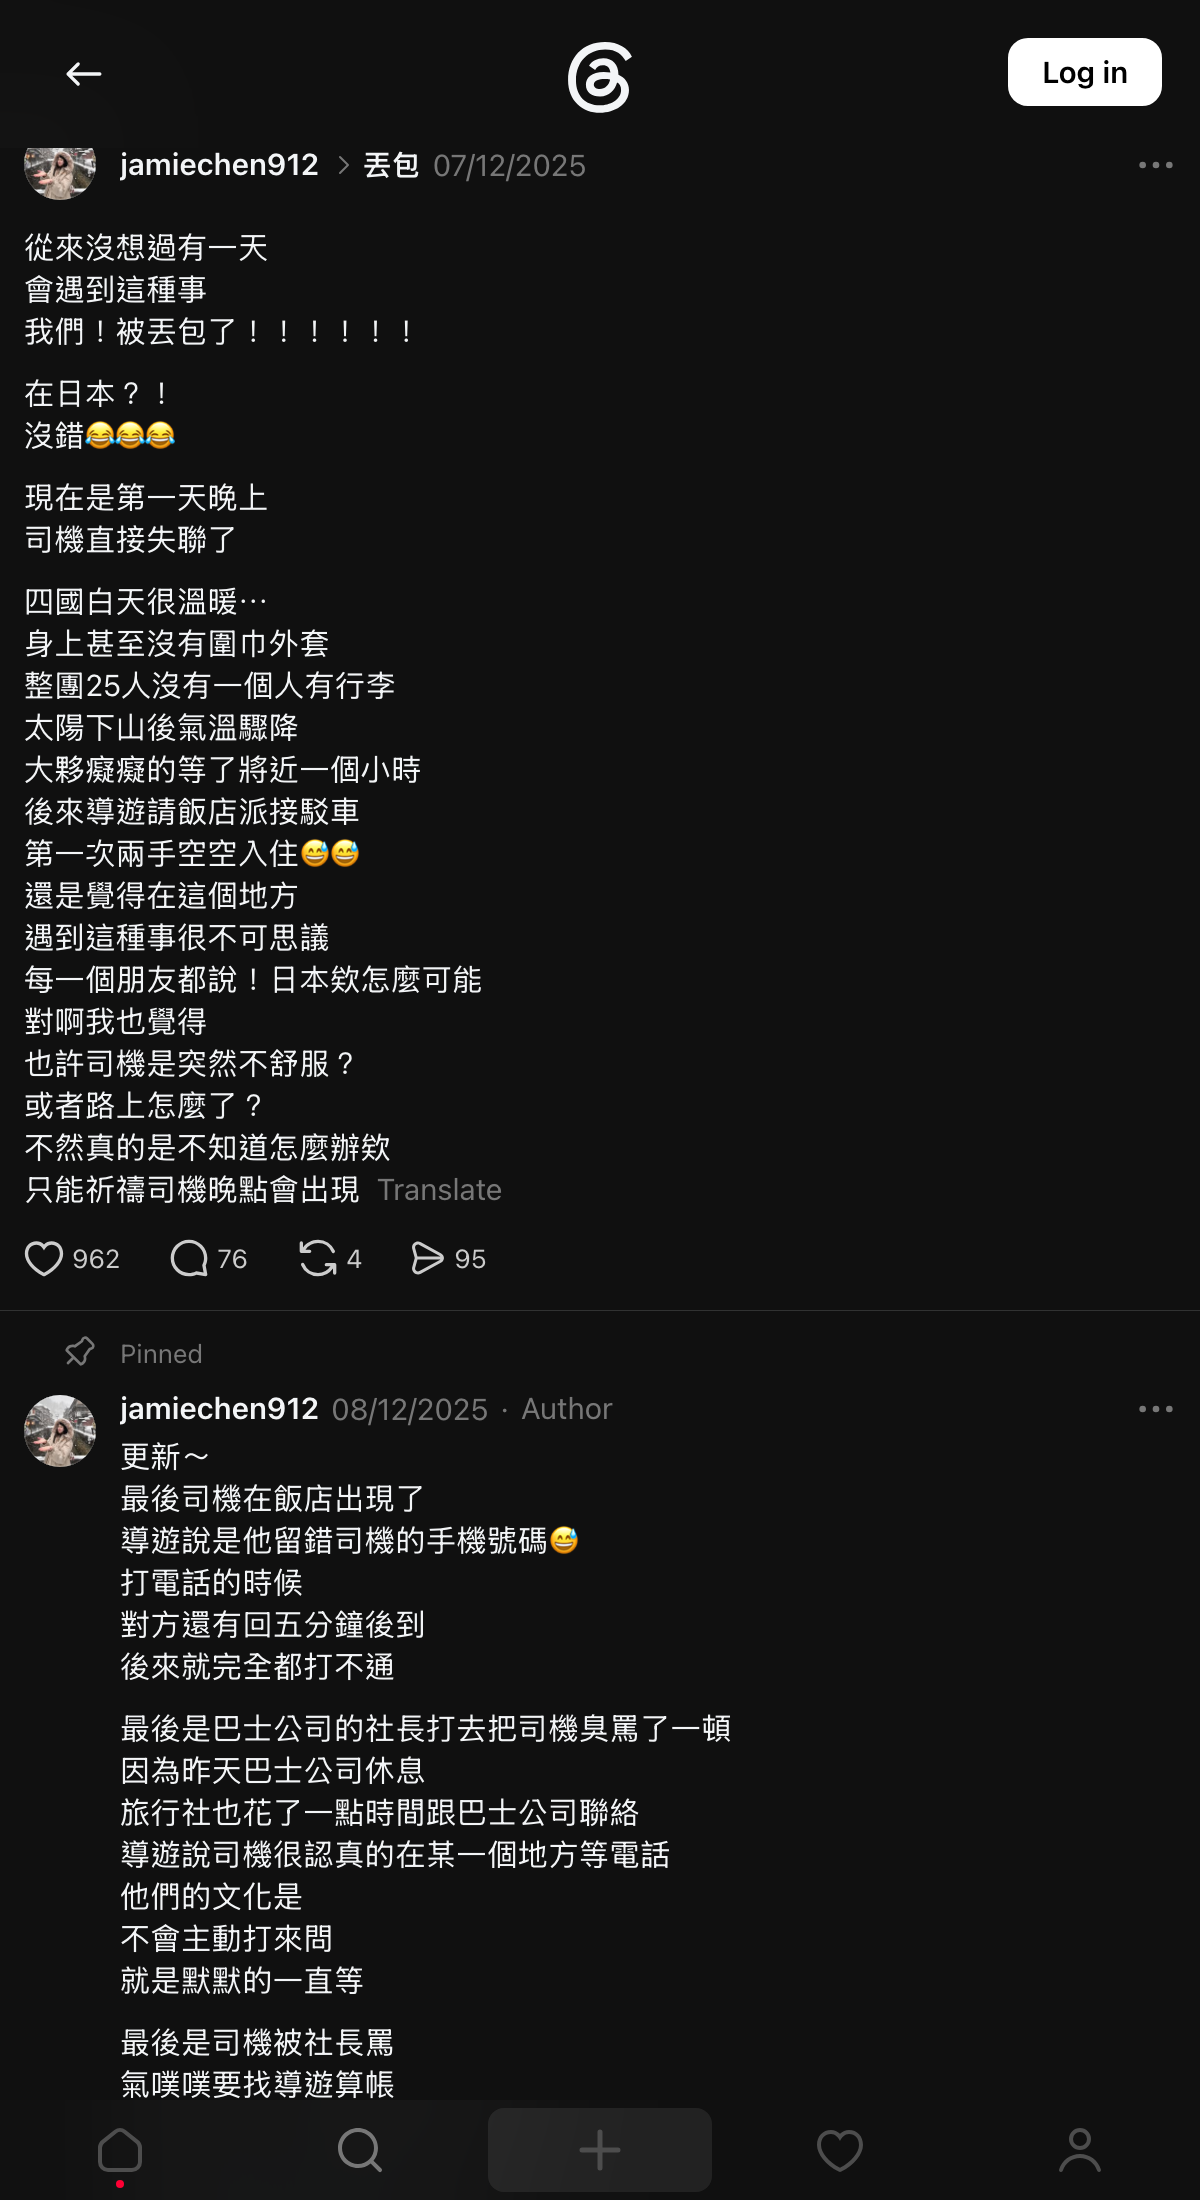 Log in
jamiechen912 > 丟包 07/12/2025
從來沒想過有一天
會遇到這種事
我們！被丟包了！！！！！！
在日本？！
沒錯😂😂😂
現在是第一天晚上
司機直接失聯了
四國白天很溫暖⋯
身上甚至沒有圍巾外套
整團25人沒有一個人有行李
太陽下山後氣溫驟降
大夥癡癡的等了將近一個小時
後來導遊請飯店派接駁車
第一次兩手空空入住😅😅
還是覺得在這個地方
遇到這種事很不可思議
每一個朋友都說！日本欸怎麼可能
對啊我也覺得
也許司機是突然不舒服？
或者路上怎麼了？
不然真的是不知道怎麼辦欸
只能祈禱司機晚點會出現 Translate
962 76 4 95
Pinned
jamiechen912 08/12/2025 · Author
更新～
最後司機在飯店出現了
導遊說是他留錯司機的手機號碼😅
打電話的時候
對方還有回五分鐘後到
後來就完全都打不通
最後是巴士公司的社長打去把司機臭罵了一頓
因為昨天巴士公司休息
旅行社也花了一點時間跟巴士公司聯絡
導遊說司機很認真的在某一個地方等電話
他們的文化是
不會主動打來問
就是默默的一直等
最後是司機被社長罵
氣噗噗要找導遊算帳